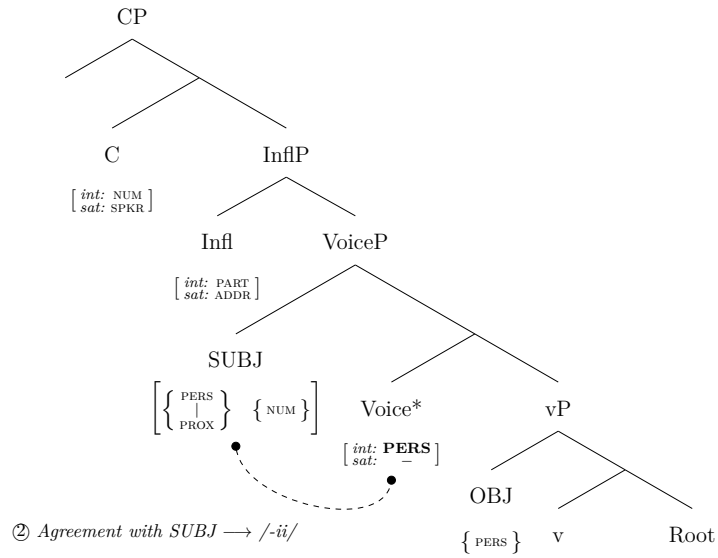 CP
C InflP
[ int: NUM
sat: SPKR ]
Infl VoiceP
[ int: PART
sat: ADDR ]
SUBJ
[ { PERS
|
PROX } { NUM } ]
Voice* vP
[ int: PERS
sat: – ]
OBJ
② Agreement with SUBJ ⟶ /-ii/
{ PERS } v Root